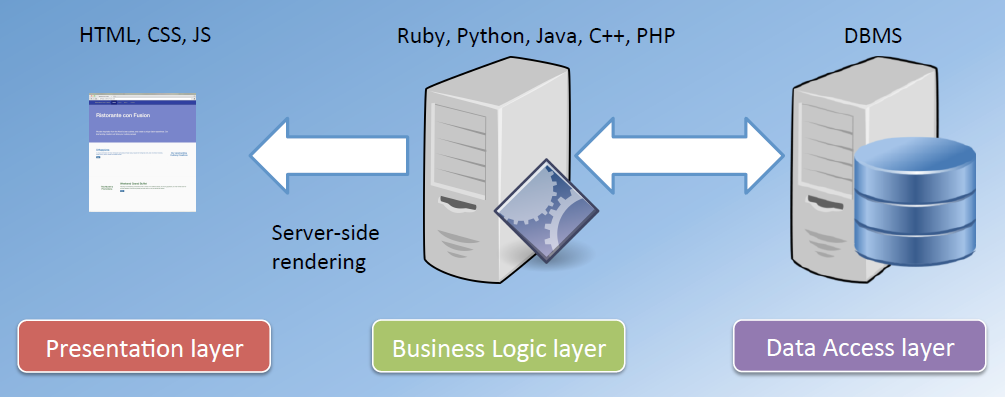 HTML, CSS, JS
Ruby, Python, Java, C++, PHP
DBMS
Ristorante con Fusion
Server-side
rendering
Presentation layer
Business Logic layer
Data Access layer